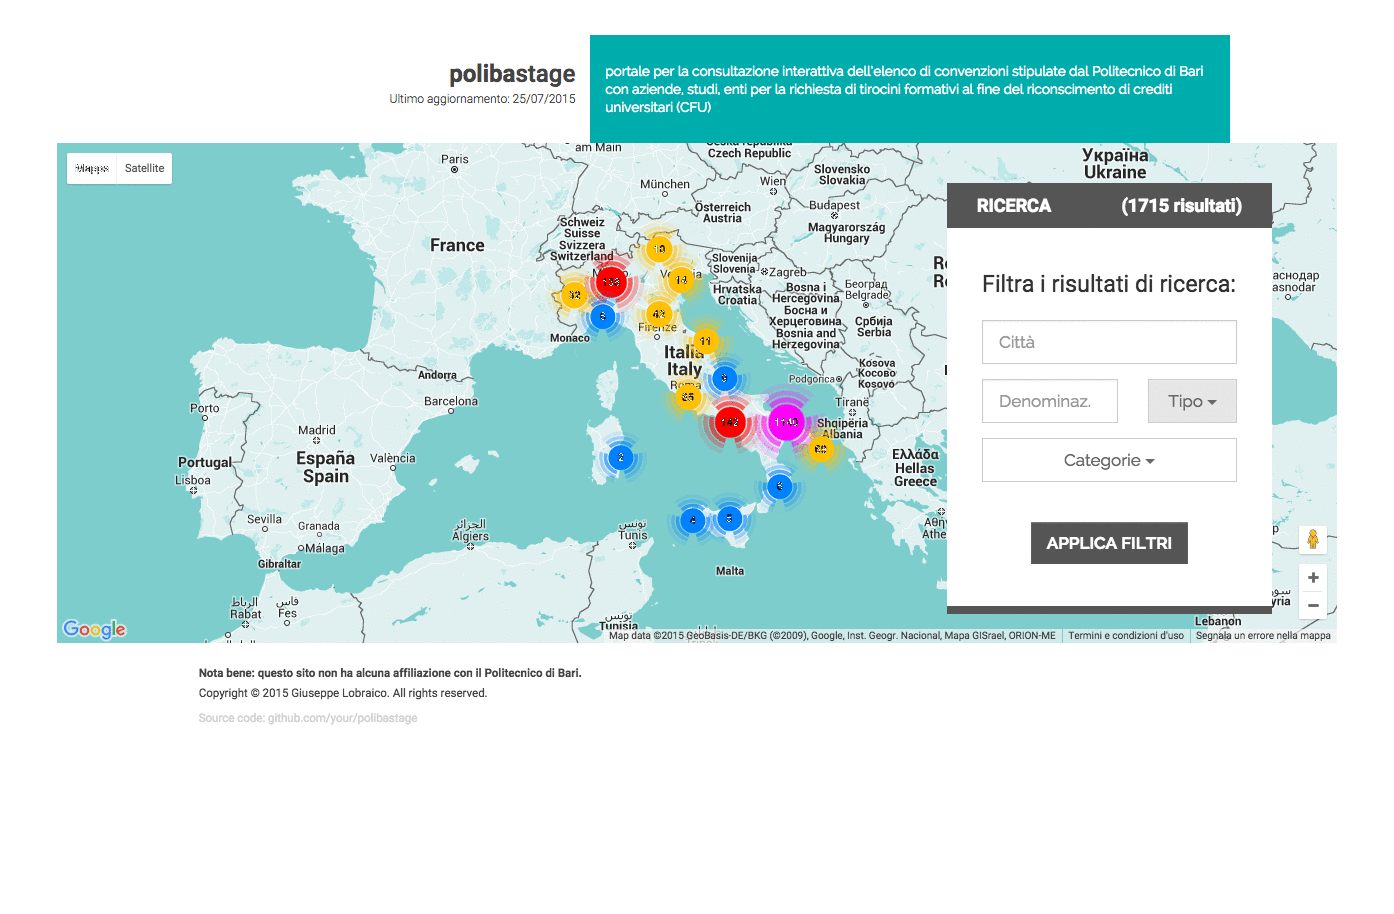 polibastage
Ultimo aggiornamento: 25/07/2015
portale per la consultazione interattiva dell'elenco di convenzioni stipulate dal Politecnico di Bari
con aziende, studi, enti per la richiesta di tirocini formativi al fine del riconscimento di crediti
universitari (CFU)
Mappa
Satellite
Paris
am Main
Czech Republic
München
Wien
Slovensko
Slovakia
Україна
Ukraine
Österreich
Austria
Budapest
Magyarország
Hungary
France
Schweiz
Suisse
Svizzera
Switzerland
Slovenija
Slovenia
Zagreb
Hrvatska
Croatia
Bosna i
Hercegovina
Босна и
Херцеговина
Bosnia and
Herzegovina
Београд
Belgrade
Србија
Serbia
Monaco
Firenze
Italia
Italy
Roma
Kosova
Косово
Kosovo
Podgorica
Tiranë
Shqipëria
Albania
Ελλάδα
Hellas
Greece
Andorra
Barcelona
Porto
Madrid
España
Spain
València
Portugal
Lisboa
Sevilla
Granada
Málaga
Gibraltar
الجزائر
Algiers
تونس
Tunis
Malta
الرباط
Rabat
فاس
Fes
تونس
Tunisia
Lebanon
11
2
RICERCA (1715 risultati)
Filtra i risultati di ricerca:
Città
Denominaz. Tipo
Categorie
APPLICA FILTRI
+
−
Google
Map data ©2015 GeoBasis-DE/BKG (©2009), Google, Inst. Geogr. Nacional, Mapa GISrael, ORION-ME
Termini e condizioni d'uso
Segnala un errore nella mappa
Nota bene: questo sito non ha alcuna affiliazione con il Politecnico di Bari.
Copyright © 2015 Giuseppe Lobraico. All rights reserved.
Source code: github.com/your/polibastage